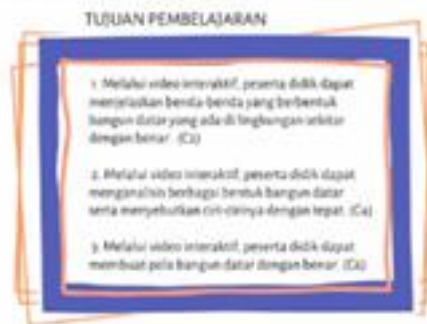 TUJUAN PEMBELAJARAN
1. Melalui video interaktif, peserta didik dapat
menjelaskan benda-benda yang berbentuk
bangun datar yang ada di lingkungan sekitar
dengan benar. (C2)
2. Melalui video interaktif, peserta didik dapat
menganalisis berbagai bentuk bangun datar
serta menyebutkan ciri-cirinya dengan tepat. (C4)
3. Melalui video interaktif, peserta didik dapat
membuat pola bangun datar dengan benar.